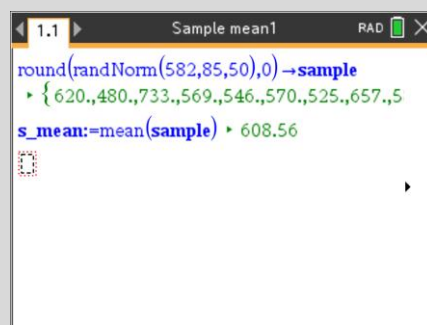 1.1 Sample mean1 RAD
round(randNorm(582,85,50),0)→sample
▸ {620.,480.,733.,569.,546.,570.,525.,657.,5
s_mean:=mean(sample) ▸ 608.56